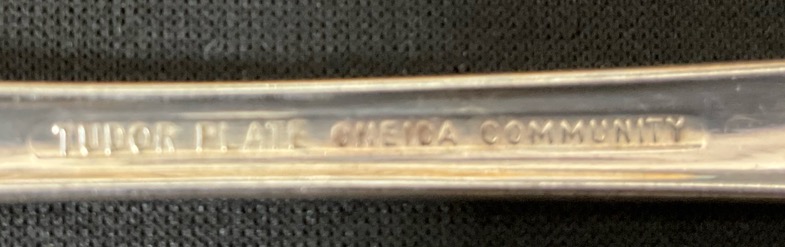 TUDOR PLATE ONEIDA COMMUNITY